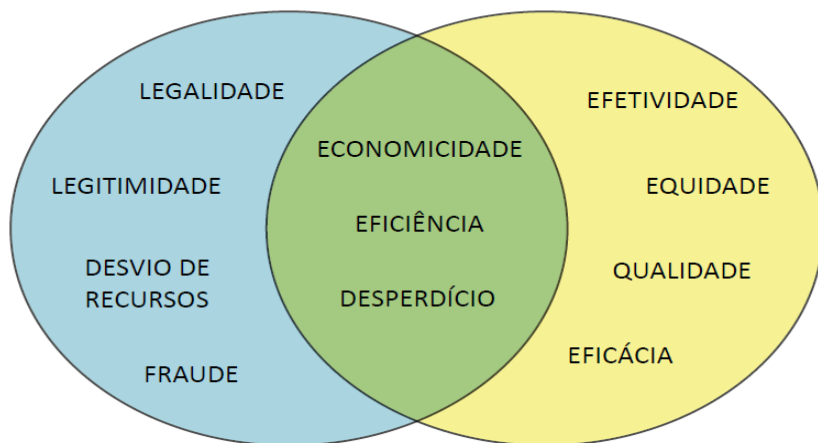 LEGALIDADE
LEGITIMIDADE
DESVIO DE
RECURSOS
FRAUDE
ECONOMICIDADE
EFICIÊNCIA
DESPERDÍCIO
EFETIVIDADE
EQUIDADE
QUALIDADE
EFICÁCIA